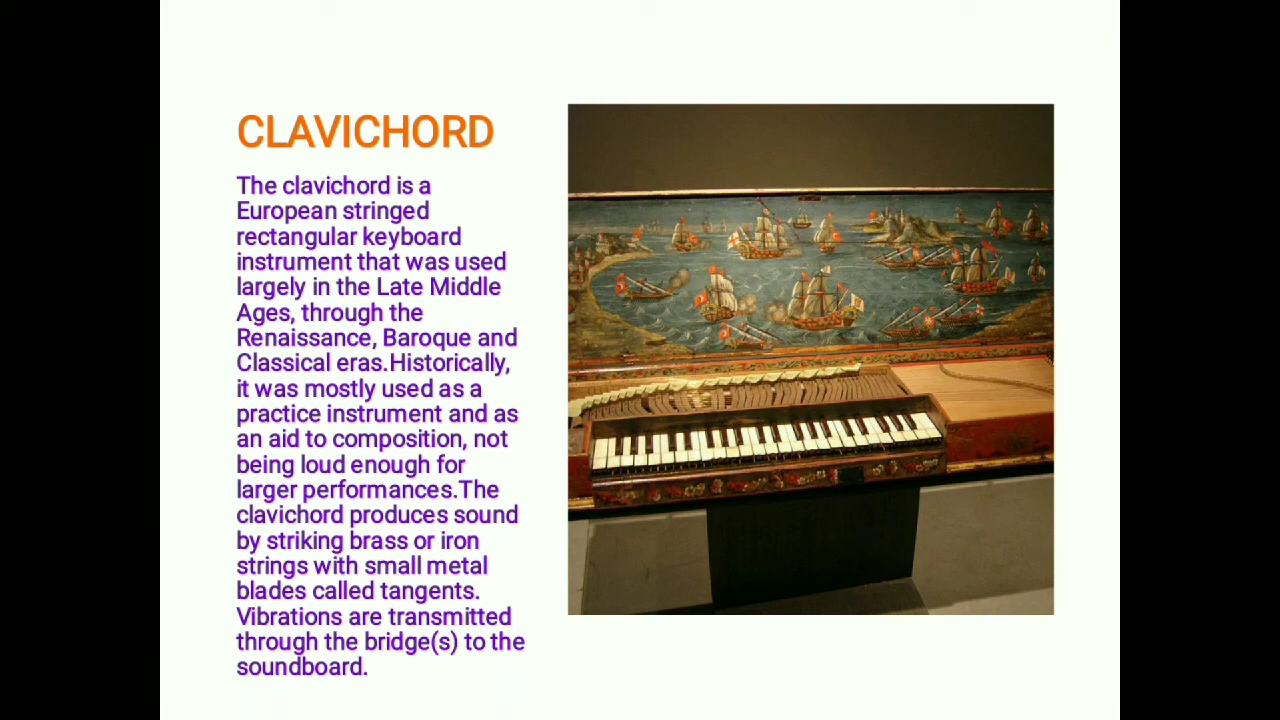 CLAVICHORD
The clavichord is a
European stringed
rectangular keyboard
instrument that was used
largely in the Late Middle
Ages, through the
Renaissance, Baroque and
Classical eras.Historically,
it was mostly used as a
practice instrument and as
an aid to composition, not
being loud enough for
larger performances.The
clavichord produces sound
by striking brass or iron
strings with small metal
blades called tangents.
Vibrations are transmitted
through the bridge(s) to the
soundboard.